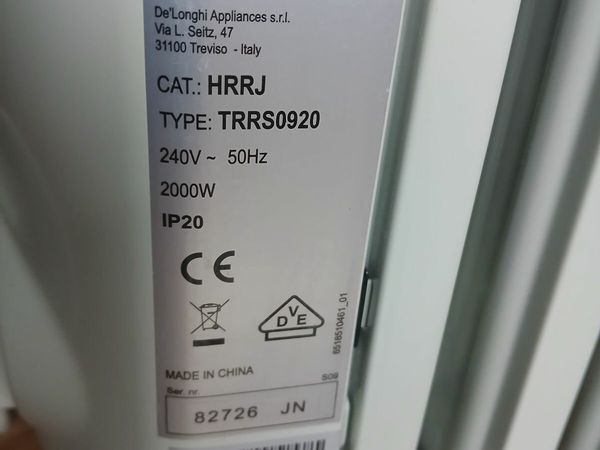 De'Longhi Appliances s.r.l.
Via L. Seitz, 47
31100 Treviso - Italy
CAT.: HRRJ
TYPE: TRRS0920
240V ~ 50Hz
2000W
IP20
CE
DVE
6518510461_01
MADE IN CHINA
S09
Ser. nr.
82726 JN